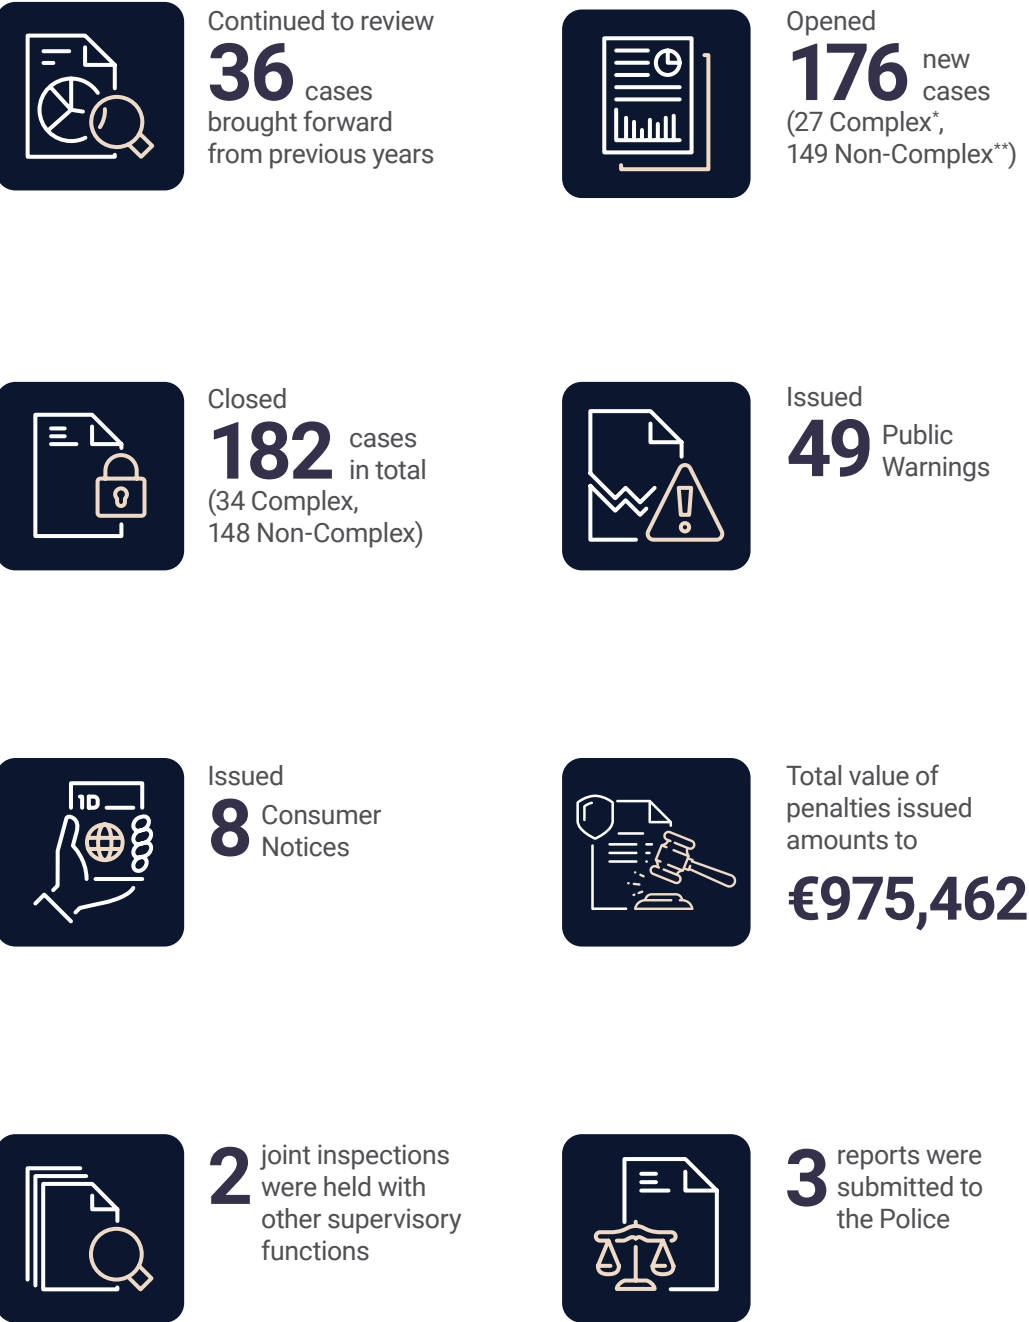 Continued to review
36 cases
brought forward
from previous years
Opened
176 new
cases
(27 Complex*,
149 Non-Complex**)
Closed
182 cases
in total
(34 Complex,
148 Non-Complex)
Issued
49 Public
Warnings
1D
Issued
8 Consumer
Notices
Total value of
penalties issued
amounts to
€975,462
2 joint inspections
were held with
other supervisory
functions
3 reports were
submitted to
the Police